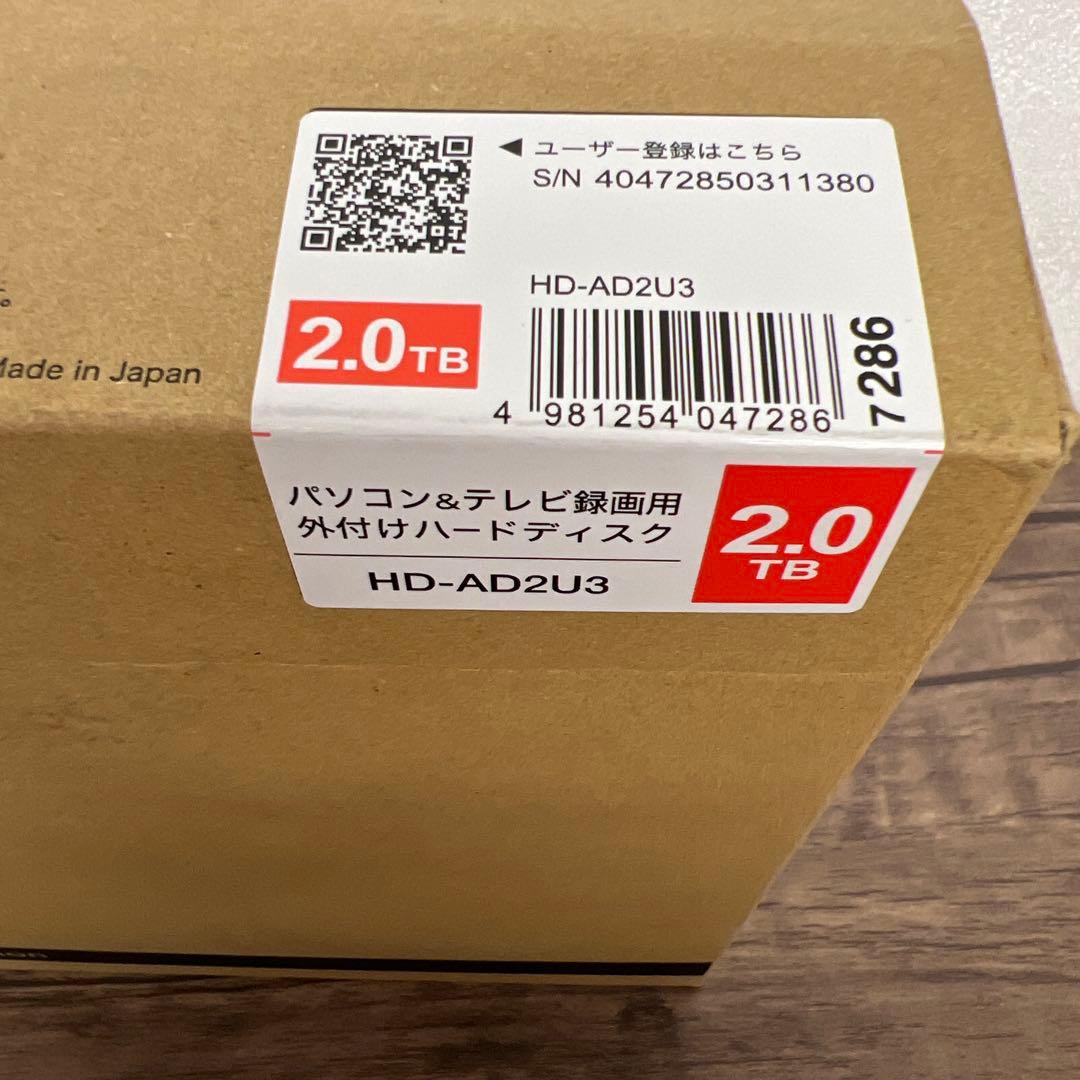 ユーザー登録はこちら
S/N 40472850311380
HD-AD2U3
2.0TB
4 981254 047286
7286
Made in Japan
パソコン&テレビ録画用
外付けハードディスク
HD-AD2U3
2.0
TB